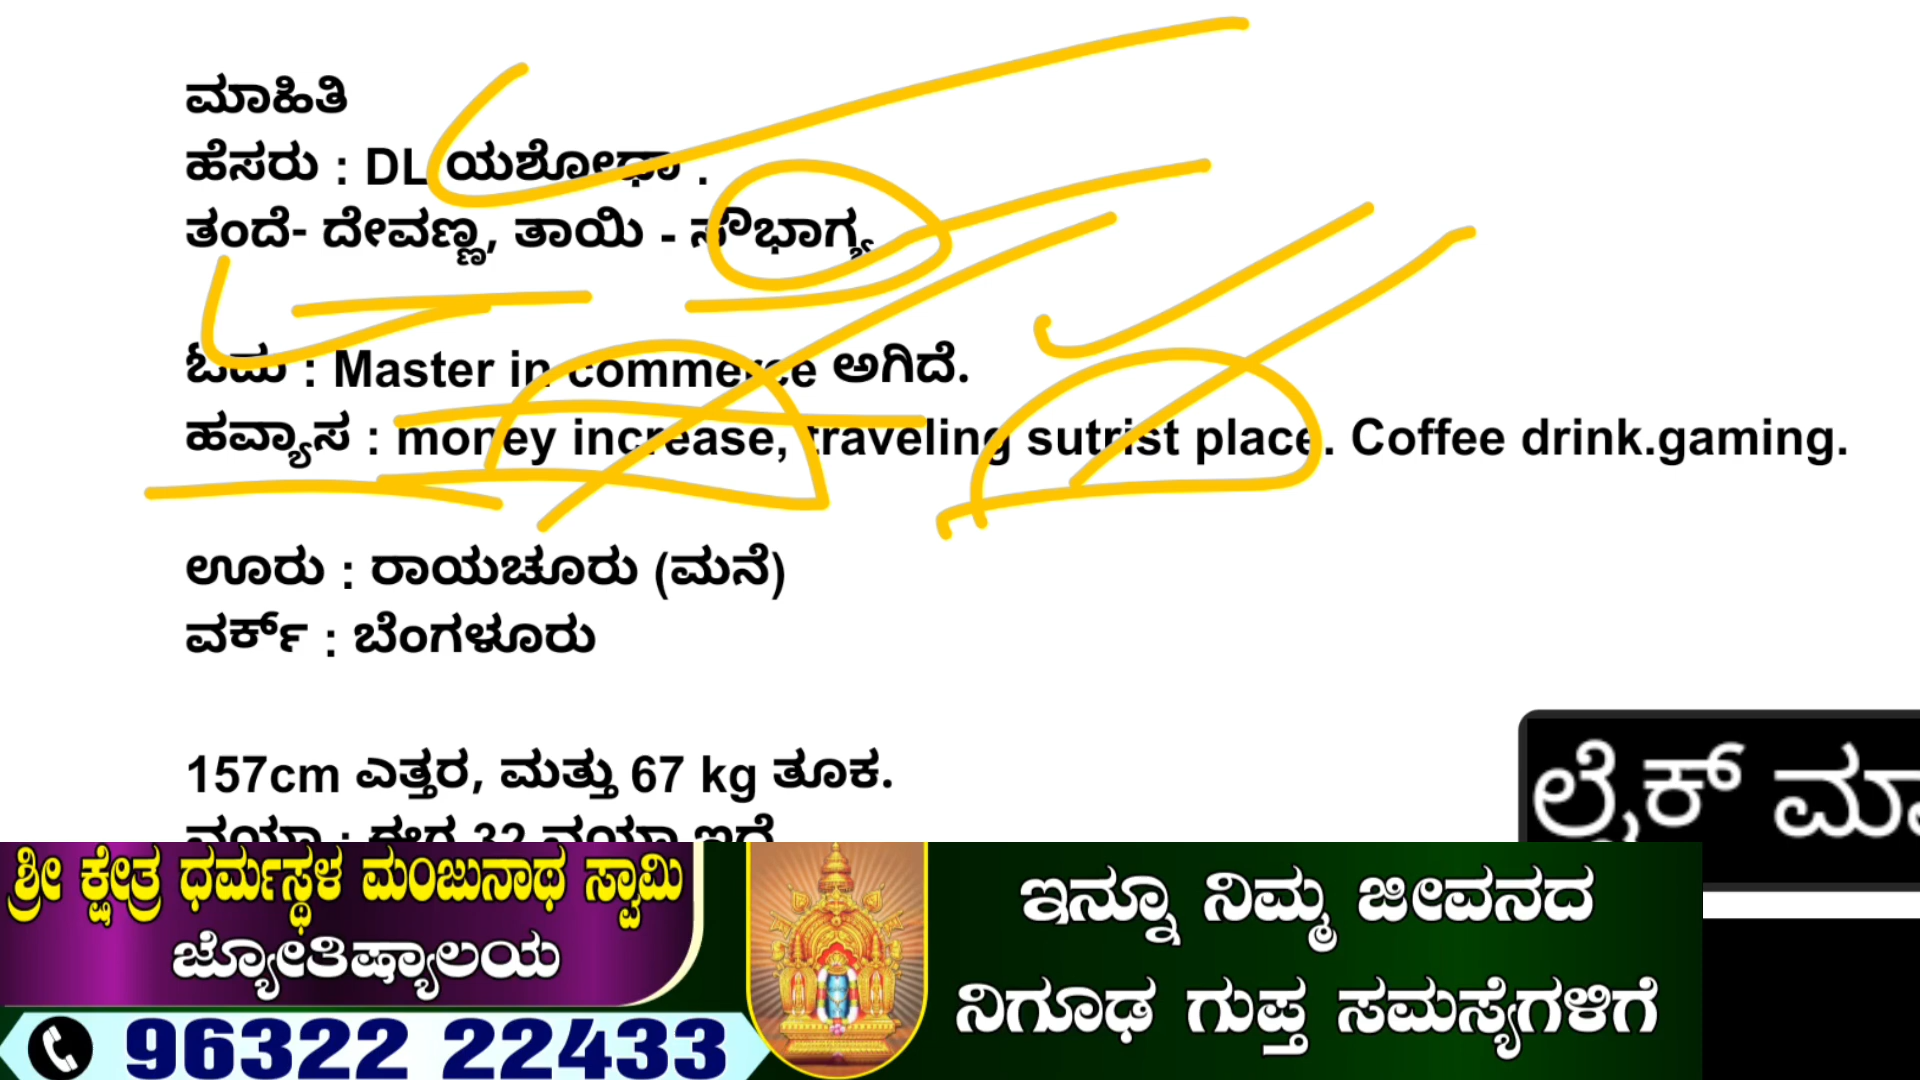 ಮಾಹಿತಿ
ಹೆಸರು : DL ಯಶೋಧಾ .
ತಂದೆ- ದೇವಣ್ಣ, ತಾಯಿ - ಸೌಭಾಗ್ಯ
ಓದು : Master in commerce ಅಗಿದೆ.
ಹವ್ಯಾಸ : money increase, traveling sutrist place. Coffee drink.gaming.
ಊರು : ರಾಯಚೂರು (ಮನೆ)
ವರ್ಕ್ : ಬೆಂಗಳೂರು
157cm ಎತ್ತರ, ಮತ್ತು 67 kg ತೂಕ.
ಲೈಕ್
ಶ್ರೀ ಕ್ಷೇತ್ರ ಧರ್ಮಸ್ಥಳ ಮಂಜುನಾಥ ಸ್ವಾಮಿ
ಜ್ಯೋತಿಷ್ಯಾಲಯ
96322 22433
ಇನ್ನೂ ನಿಮ್ಮ ಜೀವನದ
ನಿಗೂಢ ಗುಪ್ತ ಸಮಸ್ಯೆಗಳಿಗೆ